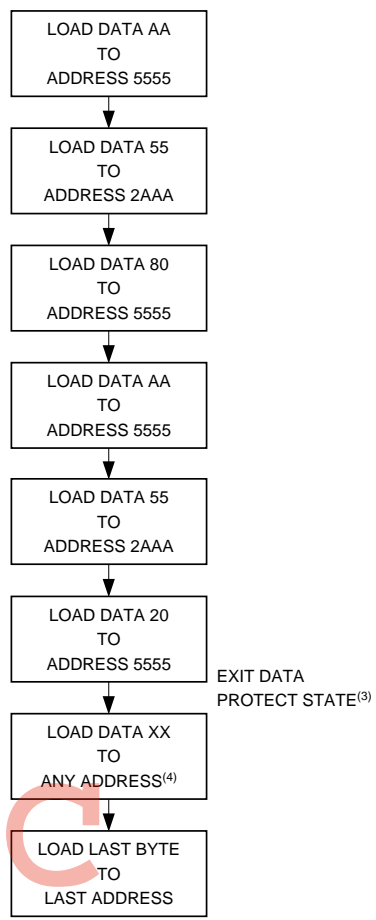 LOAD DATA AA
TO
ADDRESS 5555
LOAD DATA 55
TO
ADDRESS 2AAA
LOAD DATA 80
TO
ADDRESS 5555
LOAD DATA AA
TO
ADDRESS 5555
LOAD DATA 55
TO
ADDRESS 2AAA
LOAD DATA 20
TO
ADDRESS 5555
EXIT DATA
PROTECT STATE(3)
LOAD DATA XX
TO
ANY ADDRESS(4)
LOAD LAST BYTE
TO
LAST ADDRESS
C